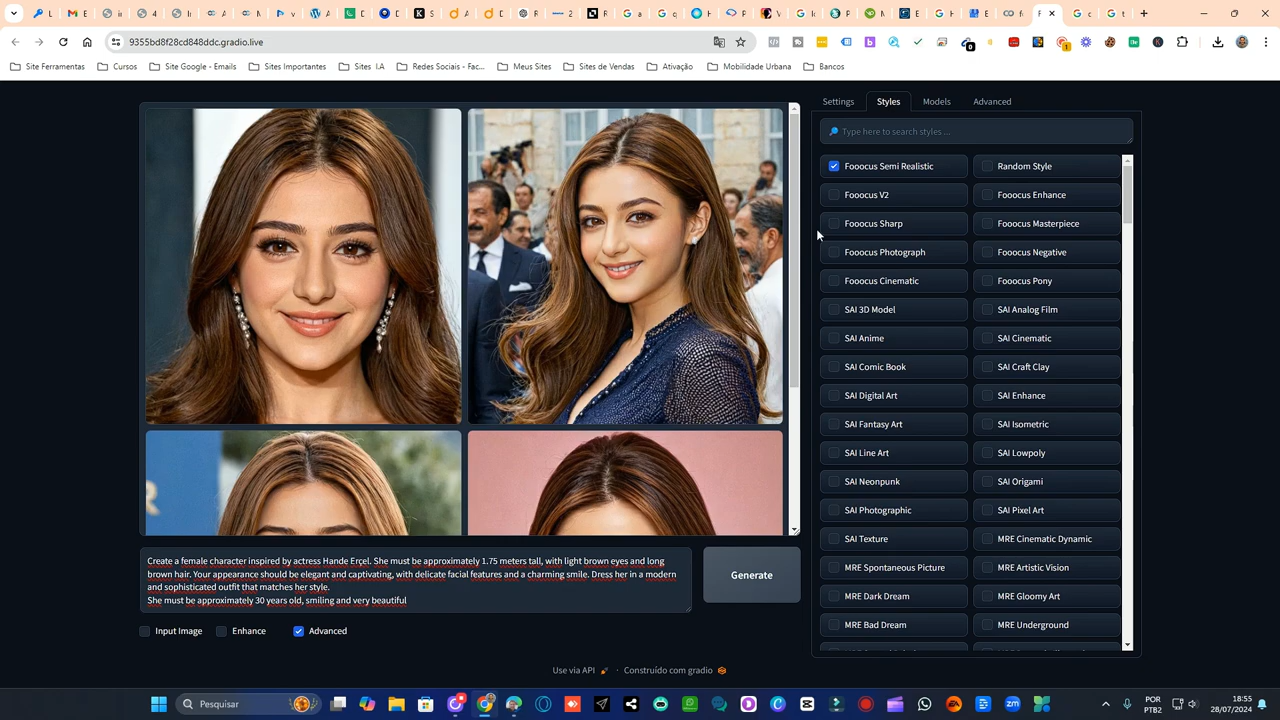 9355bd8f28cd848ddc.gradio.live
Site Ferramentas
Cursos
Site Google - Emails
Sites Importantes
Sites I.A
Redes Sociais - Fac...
Meus Sites
Sites de Vendas
Ativação
Mobilidade Urbana
Bancos
Settings
Styles
Models
Advanced
Type here to search styles ...
Fooocus Semi Realistic
Random Style
Fooocus V2
Fooocus Enhance
Fooocus Sharp
Fooocus Masterpiece
Fooocus Photograph
Fooocus Negative
Fooocus Cinematic
Fooocus Pony
SAI 3D Model
SAI Analog Film
SAI Anime
SAI Cinematic
SAI Comic Book
SAI Craft Clay
SAI Digital Art
SAI Enhance
SAI Fantasy Art
SAI Isometric
SAI Line Art
SAI Lowpoly
SAI Neonpunk
SAI Origami
SAI Photographic
SAI Pixel Art
SAI Texture
MRE Cinematic Dynamic
MRE Spontaneous Picture
MRE Artistic Vision
MRE Dark Dream
MRE Gloomy Art
MRE Bad Dream
MRE Underground
Create a female character inspired by actress Hande Erçel. She must be approximately 1.75 meters tall, with light brown eyes and long
brown hair. Your appearance should be elegant and captivating, with delicate facial features and a charming smile. Dress her in a modern
and sophisticated outfit that matches her style.
She must be approximately 30 years old, smiling and very beautiful
Generate
Input Image
Enhance
Advanced
Use via API
·
Construído com gradio
Pesquisar
POR
PTB2
18:55
28/07/2024